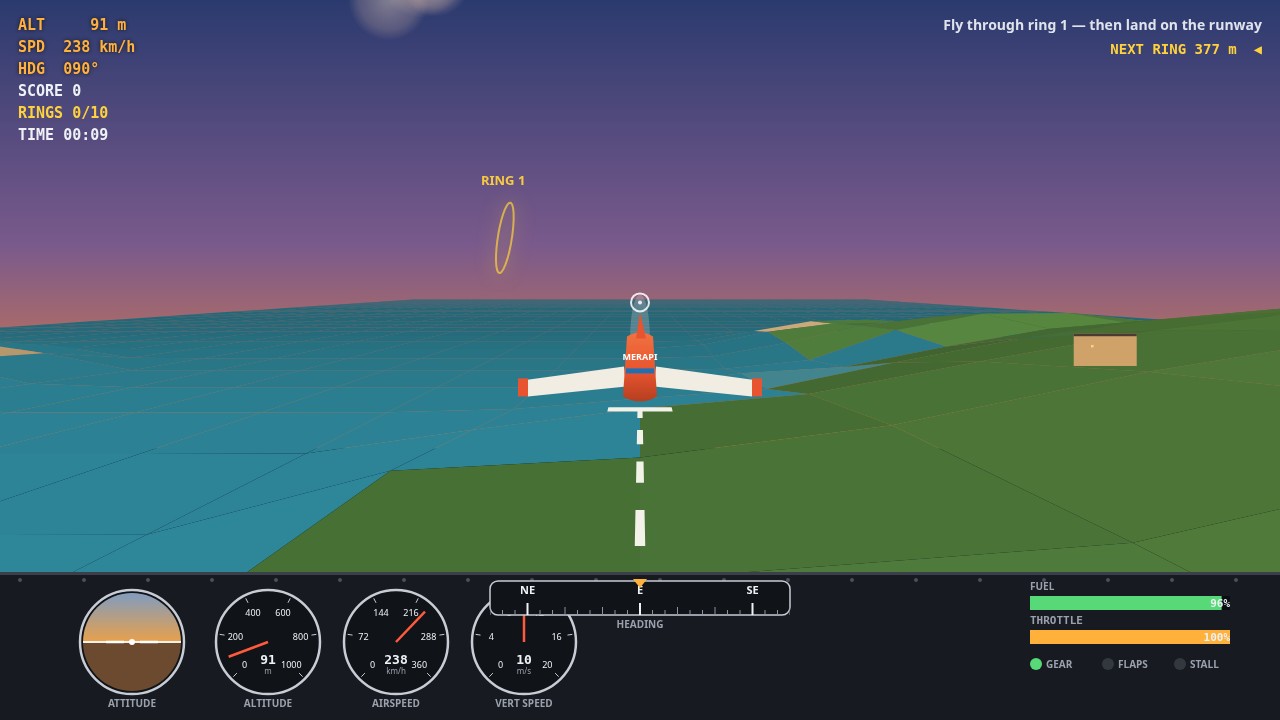 ALT 91 m
SPD 238 km/h
HDG 090°
SCORE 0
RINGS 0/10
TIME 00:09
Fly through ring 1 — then land on the runway
NEXT RING 377 m ◀
RING 1
MERAPI
ATTITUDE
0 200 400 600 800 1000
91
m
ALTITUDE
0 72 144 216 288 360
238
km/h
AIRSPEED
0 4 16 20
10
m/s
VERT SPEED
NE E SE
HEADING
FUEL
96%
THROTTLE
100%
GEAR FLAPS STALL